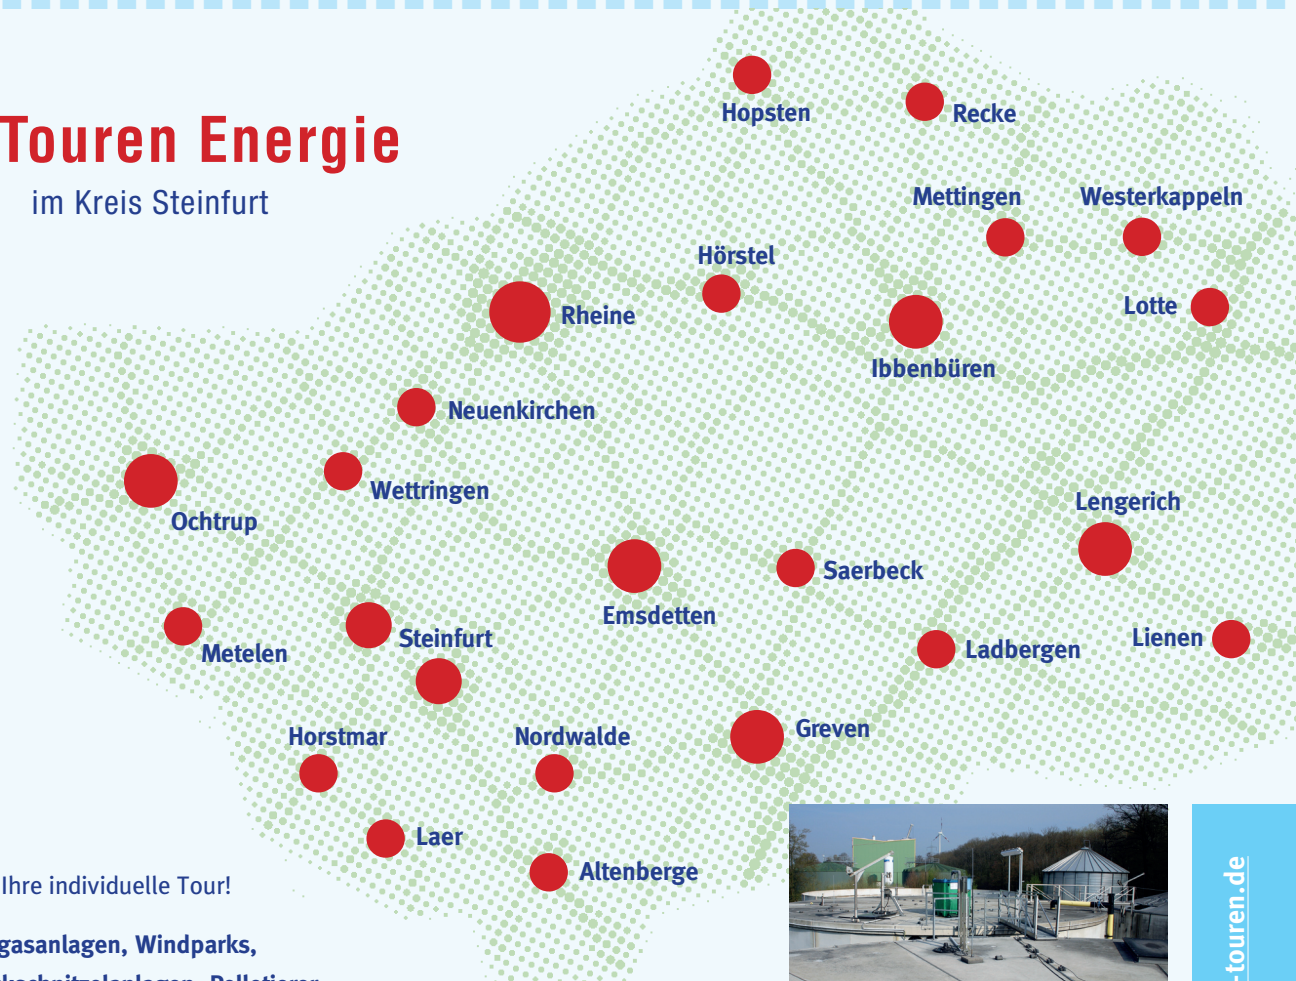 Touren Energie
im Kreis Steinfurt
Hopsten
Recke
Mettingen
Westerkappeln
Hörstel
Rheine
Lotte
Ibbenbüren
Neuenkirchen
Wettringen
Ochtrup
Lengerich
Saerbeck
Emsdetten
Steinfurt
Metelen
Ladbergen
Lienen
Horstmar
Nordwalde
Greven
Laer
Altenberge
Ihre individuelle Tour!
gasanlagen, Windparks,
-touren.de